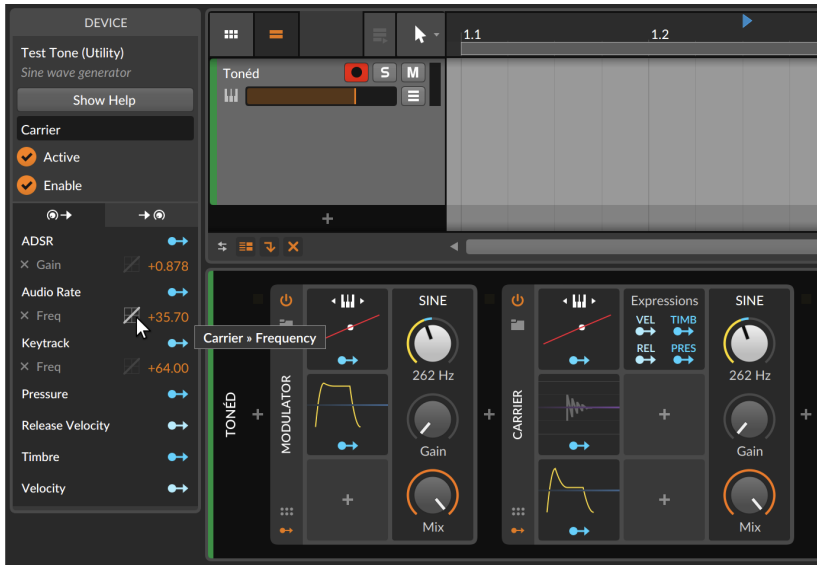 DEVICE
Test Tone (Utility)
Sine wave generator
Show Help
Carrier
Active
Enable
ADSR
× Gain +0.878
Audio Rate
× Freq +35.70
Keytrack
× Freq +64.00
Pressure
Release Velocity
Timbre
Velocity
1.1 1.2
Tonéd S M
+
Carrier » Frequency
TONÉD
+
MODULATOR
SINE
262 Hz
Gain
+
Mix
+
CARRIER
Expressions
VEL TIMB
REL PRES
+
+
SINE
262 Hz
Gain
Mix
+